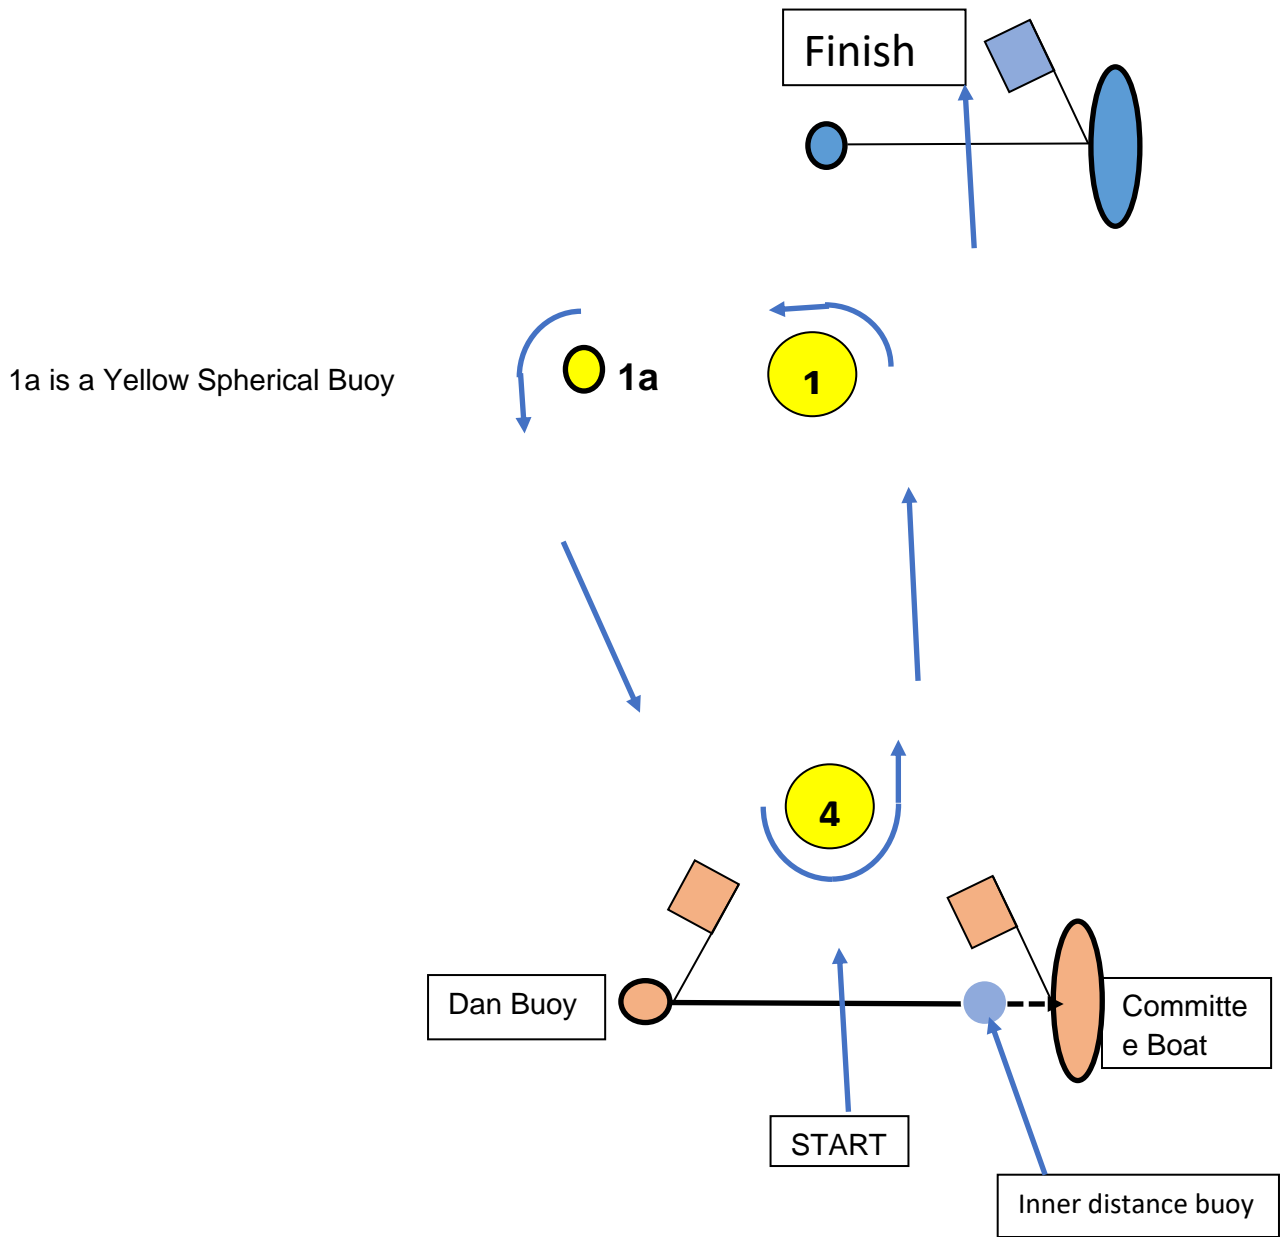 Finish
1a is a Yellow Spherical Buoy
1a
1
4
Dan Buoy
Committe
e Boat
START
Inner distance buoy